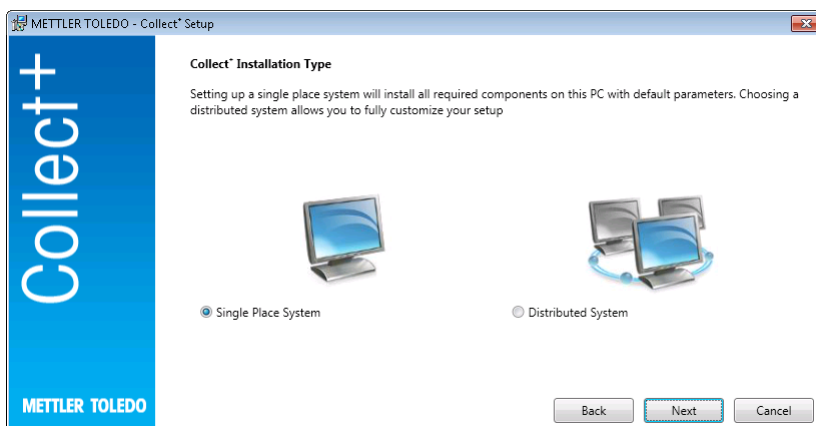 METTLER TOLEDO - Collect⁺ Setup
Collect+
Collect⁺ Installation Type
Setting up a single place system will install all required components on this PC with default parameters. Choosing a
distributed system allows you to fully customize your setup
Single Place System
Distributed System
METTLER TOLEDO
Back
Next
Cancel